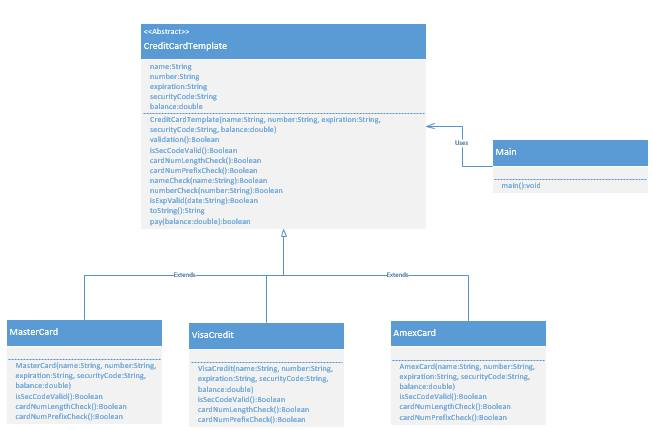 <<Abstract>>
CreditCardTemplate
name:String
number:String
expiration:String
securityCode:String
balance:double
CreditCardTemplate(name:String, number:String, expiration:String,
securityCode:String, balance:double)
validation():Boolean
isSecCodeValid():Boolean
cardNumLengthCheck():Boolean
cardNumPrefixCheck():Boolean
nameCheck(name:String):Boolean
numberCheck(number:String):Boolean
isExpValid(date:String):Boolean
toString():String
pay(balance:double):boolean
Uses
Main
main():void
Extends
Extends
MasterCard
MasterCard(name:String, number:String,
expiration:String, securityCode:String,
balance:double)
isSecCodeValid():Boolean
cardNumLengthCheck():Boolean
cardNumPrefixCheck():Boolean
VisaCredit
VisaCredit(name:String, number:String,
expiration:String, securityCode:String,
balance:double)
isSecCodeValid():Boolean
cardNumLengthCheck():Boolean
cardNumPrefixCheck():Boolean
AmexCard
AmexCard(name:String, number:String,
expiration:String, securityCode:String,
balance:double)
isSecCodeValid():Boolean
cardNumLengthCheck():Boolean
cardNumPrefixCheck():Boolean